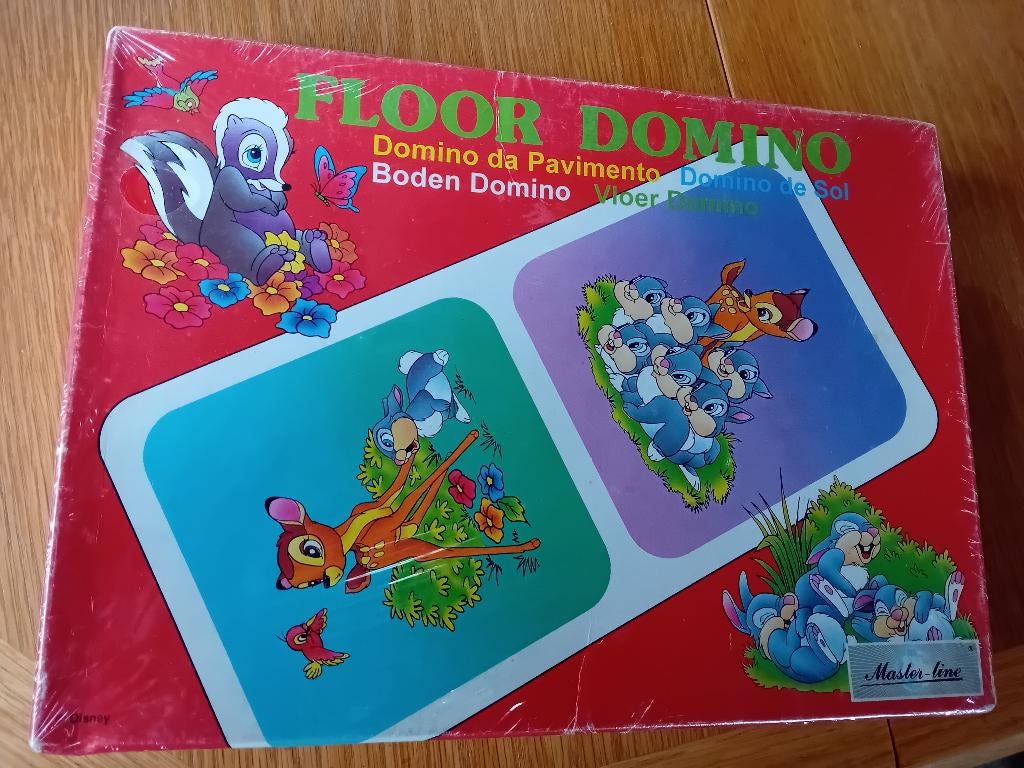 FLOOR DOMINO
Domino da Pavimento Domino de Sol
Boden Domino Vloer Domino
Master-line ®
Disney